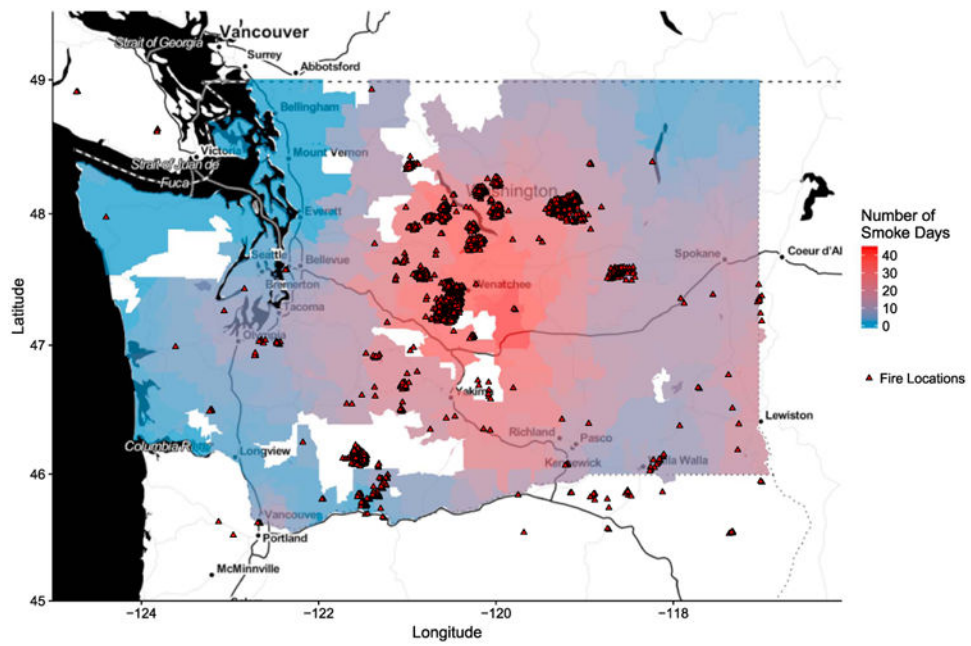 Vancouver
Strait of Georgia
Surrey
Abbotsford
49
Bellingham
Victoria
Mount Vernon
Strait of Juan de
Fuca
Washington
48
Everett
Seattle
Bellevue
Spokane
Coeur d'Al
Bremerton
Wenatchee
Tacoma
Olympia
47
Yakima
Lewiston
Richland
Pasco
Columbia R
Longview
Kennewick
Walla Walla
46
Vancouver
Portland
McMinnville
45
−124
−122
−120
−118
Longitude
Latitude
Number of
Smoke Days
40
30
20
10
0
Fire Locations